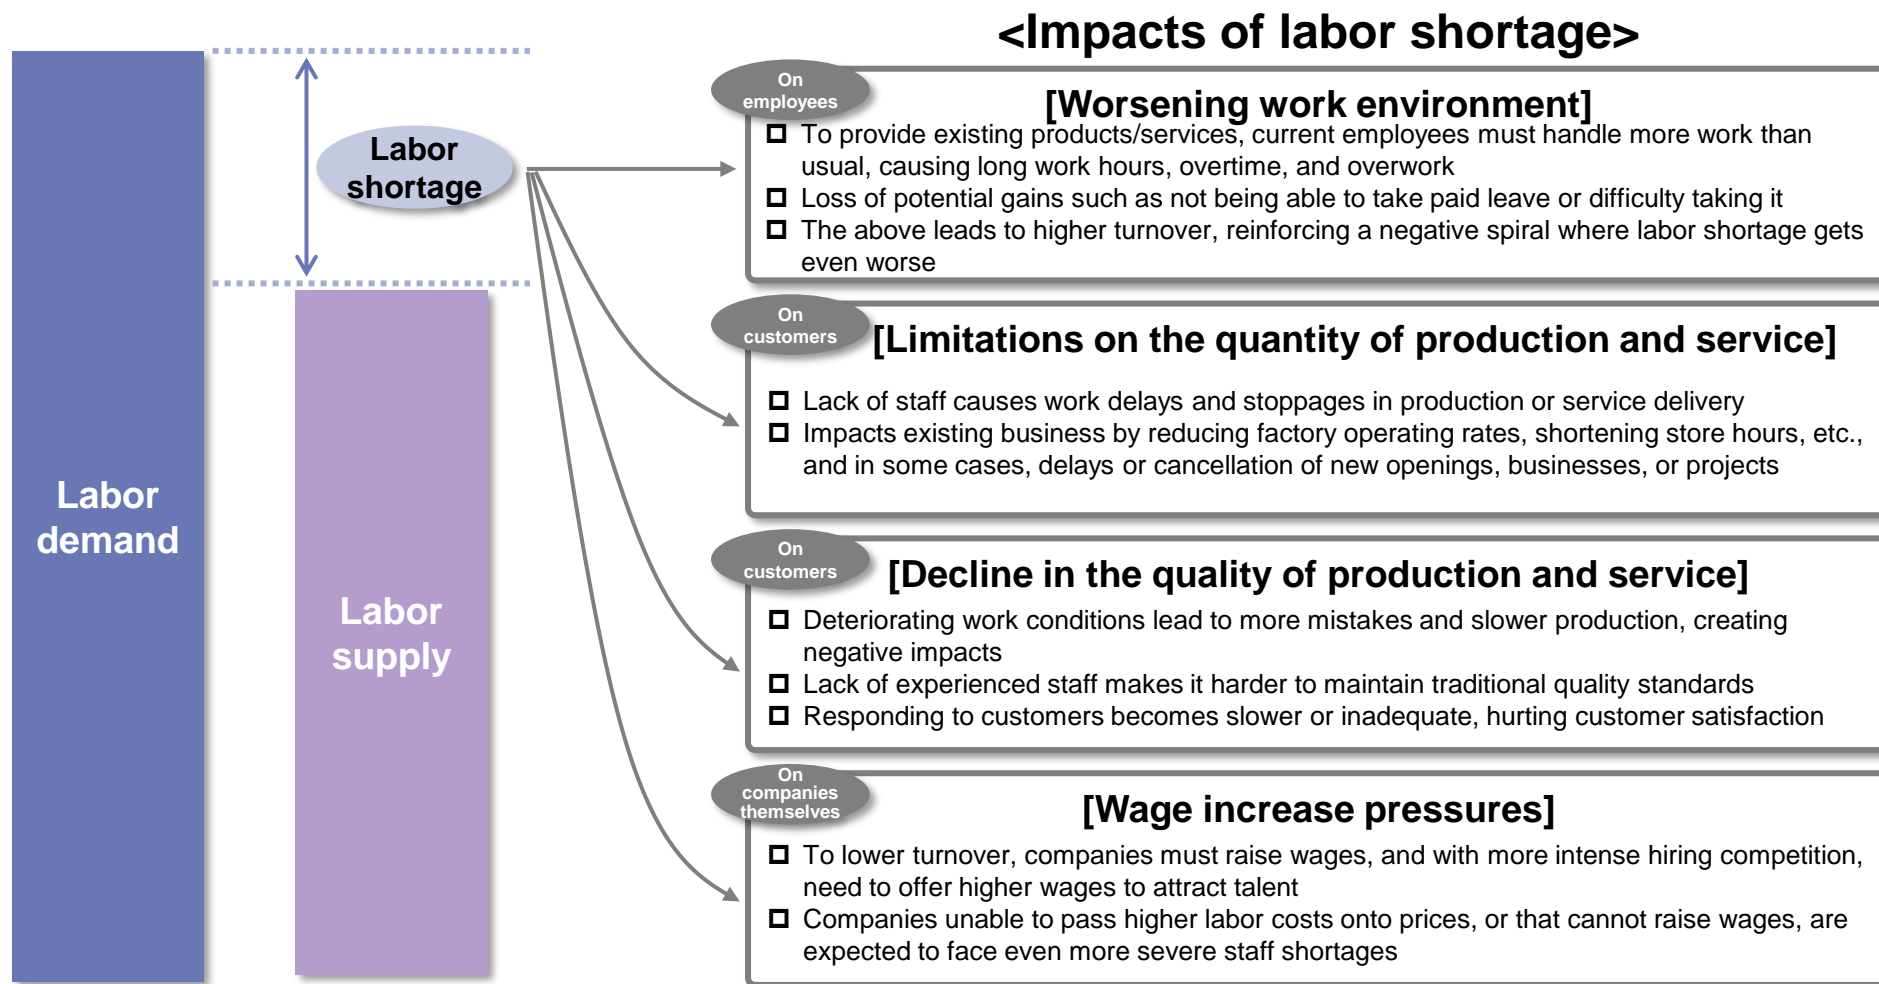 <Impacts of labor shortage>
Labor
demand
Labor
shortage
Labor
supply
On
employees
[Worsening work environment]
To provide existing products/services, current employees must handle more work than
usual, causing long work hours, overtime, and overwork
Loss of potential gains such as not being able to take paid leave or difficulty taking it
The above leads to higher turnover, reinforcing a negative spiral where labor shortage gets
even worse
On
customers
[Limitations on the quantity of production and service]
Lack of staff causes work delays and stoppages in production or service delivery
Impacts existing business by reducing factory operating rates, shortening store hours, etc.,
and in some cases, delays or cancellation of new openings, businesses, or projects
On
customers
[Decline in the quality of production and service]
Deteriorating work conditions lead to more mistakes and slower production, creating
negative impacts
Lack of experienced staff makes it harder to maintain traditional quality standards
Responding to customers becomes slower or inadequate, hurting customer satisfaction
On
companies
themselves
[Wage increase pressures]
To lower turnover, companies must raise wages, and with more intense hiring competition,
need to offer higher wages to attract talent
Companies unable to pass higher labor costs onto prices, or that cannot raise wages, are
expected to face even more severe staff shortages